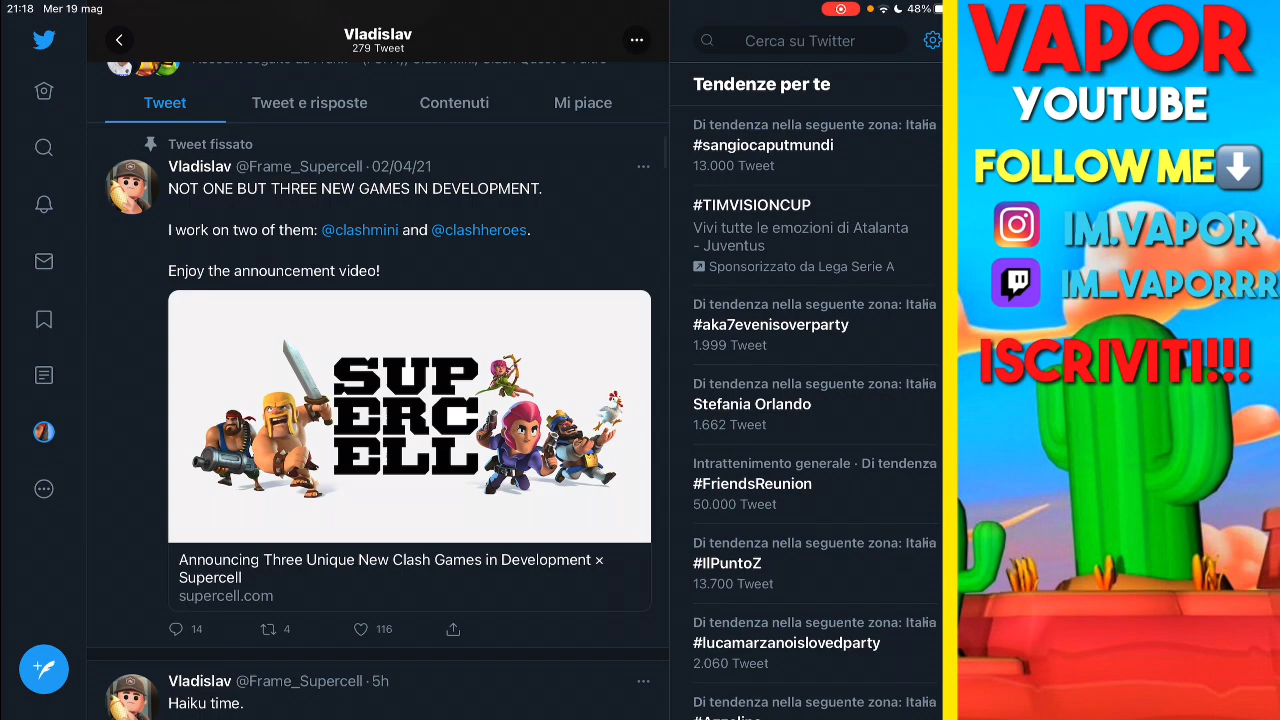 21:18 Mer 19 mag
48%
Vladislav
279 Tweet
Tweet
Tweet e risposte
Contenuti
Mi piace
Tweet fissato
Vladislav @Frame_Supercell · 02/04/21
NOT ONE BUT THREE NEW GAMES IN DEVELOPMENT.
I work on two of them: @clashmini and @clashheroes.
Enjoy the announcement video!
SUP
ERC
ELL
Announcing Three Unique New Clash Games in Development ×
Supercell
supercell.com
14
4
116
Vladislav @Frame_Supercell · 5h
Haiku time.
Cerca su Twitter
Tendenze per te
Di tendenza nella seguente zona: Italia
#sangiocaputmundi
13.000 Tweet
#TIMVISIONCUP
Vivi tutte le emozioni di Atalanta
- Juventus
Sponsorizzato da Lega Serie A
Di tendenza nella seguente zona: Italia
#aka7evenisoverparty
1.999 Tweet
Di tendenza nella seguente zona: Italia
Stefania Orlando
1.662 Tweet
Intrattenimento generale · Di tendenza
#FriendsReunion
50.000 Tweet
Di tendenza nella seguente zona: Italia
#IlPuntoZ
13.700 Tweet
Di tendenza nella seguente zona: Italia
#lucamarzanoislovedparty
2.060 Tweet
Di tendenza nella seguente zona: Italia
VAPOR
YOUTUBE
FOLLOW ME
IM.VAPOR
IM_VAPORRR
ISCRIVITI!!!